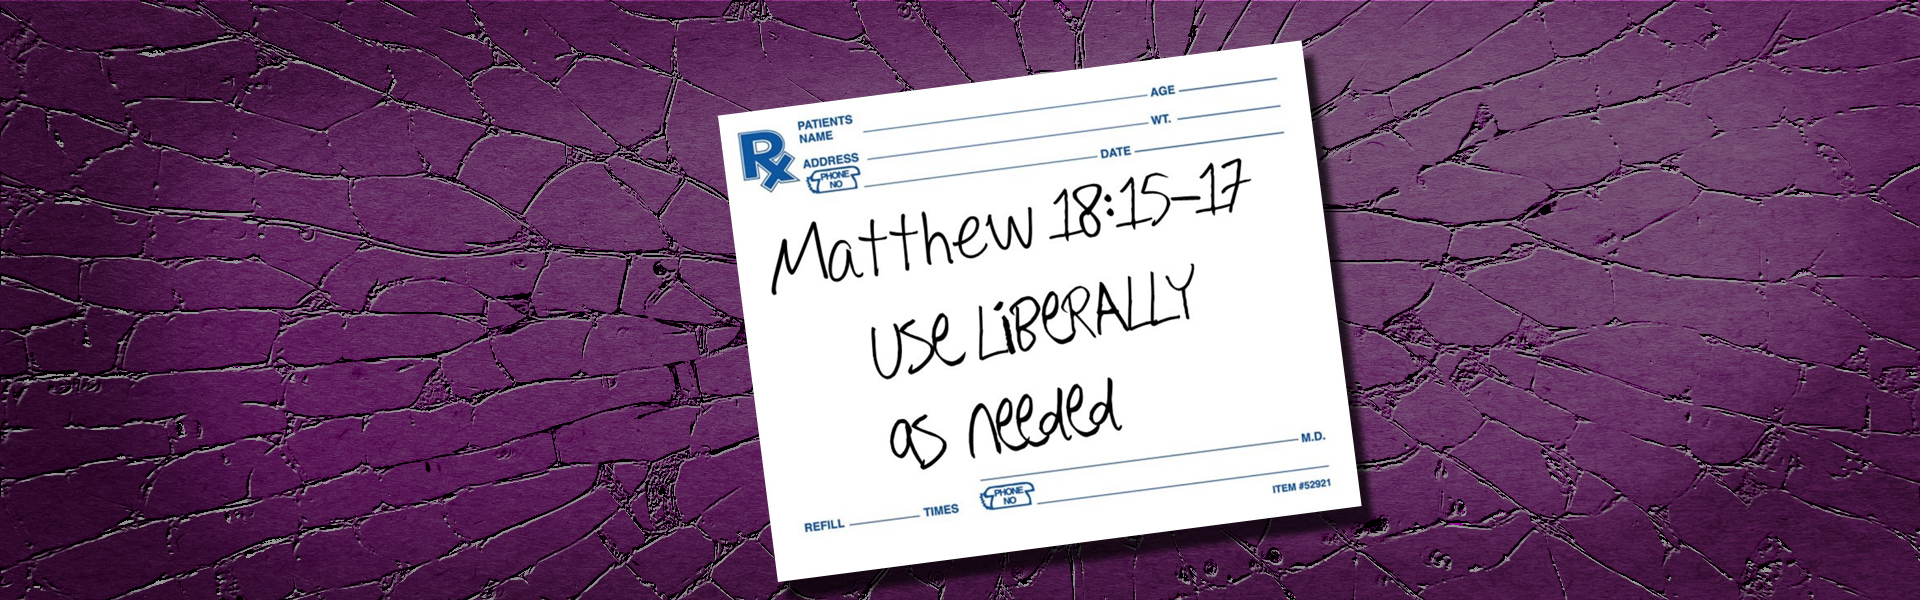 Rx
PATIENTS
NAME
AGE
WT.
ADDRESS
DATE
PHONE
NO
Matthew 18:15-17
USE LiBERALLY
as needed
M.D.
PHONE
NO
REFILL TIMES
ITEM #52921